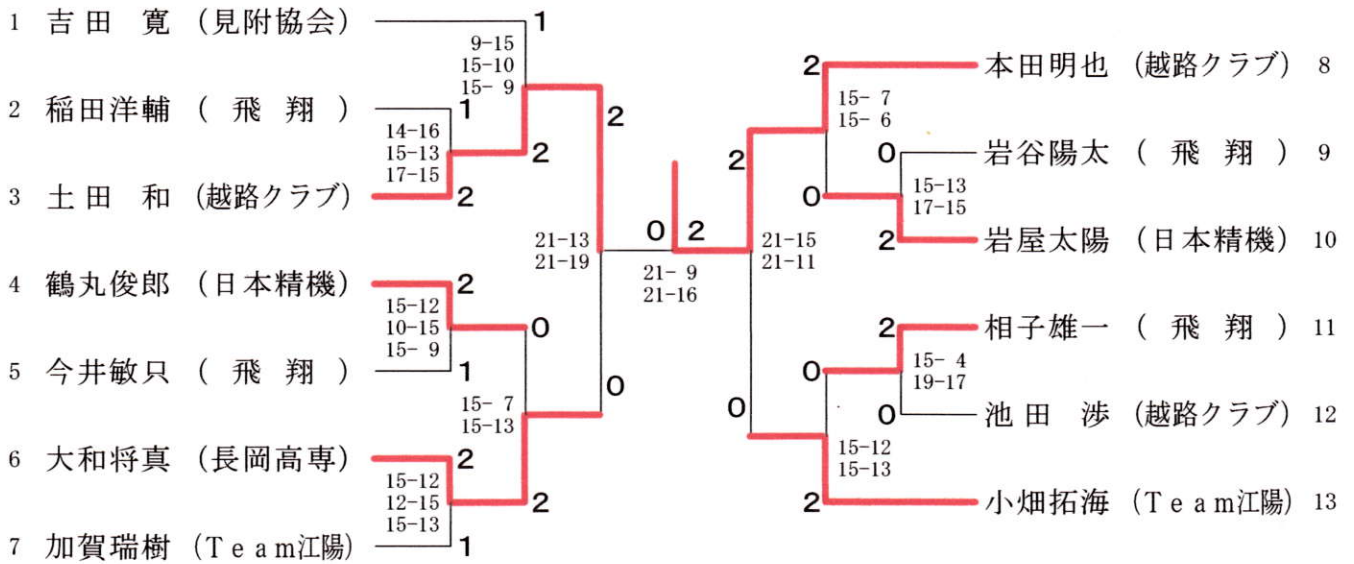 1 吉田 寛 (見附協会) 1
9-15
15-10
15- 9
2 稲田洋輔 ( 飛 翔 ) 1
14-16
15-13
17-15
2
2
3 土田 和 (越路クラブ) 2
21-13
21-19
4 鶴丸俊郎 (日本精機) 2
15-12
10-15
15- 9
0
5 今井敏只 ( 飛 翔 ) 1
15- 7
15-13
0
6 大和将真 (長岡高専) 2
15-12
12-15
15-13
2
7 加賀瑞樹 (Team江陽) 1
0 2
21- 9
21-16
2 本田明也 (越路クラブ) 8
15- 7
15- 6
2
0 岩谷陽太 ( 飛 翔 ) 9
15-13
17-15
0
2 岩屋太陽 (日本精機) 10
21-15
21-11
2 相子雄一 ( 飛 翔 ) 11
15- 4
19-17
0
0 池田 渉 (越路クラブ) 12
0
15-12
15-13
2 小畑拓海 (Team江陽) 13